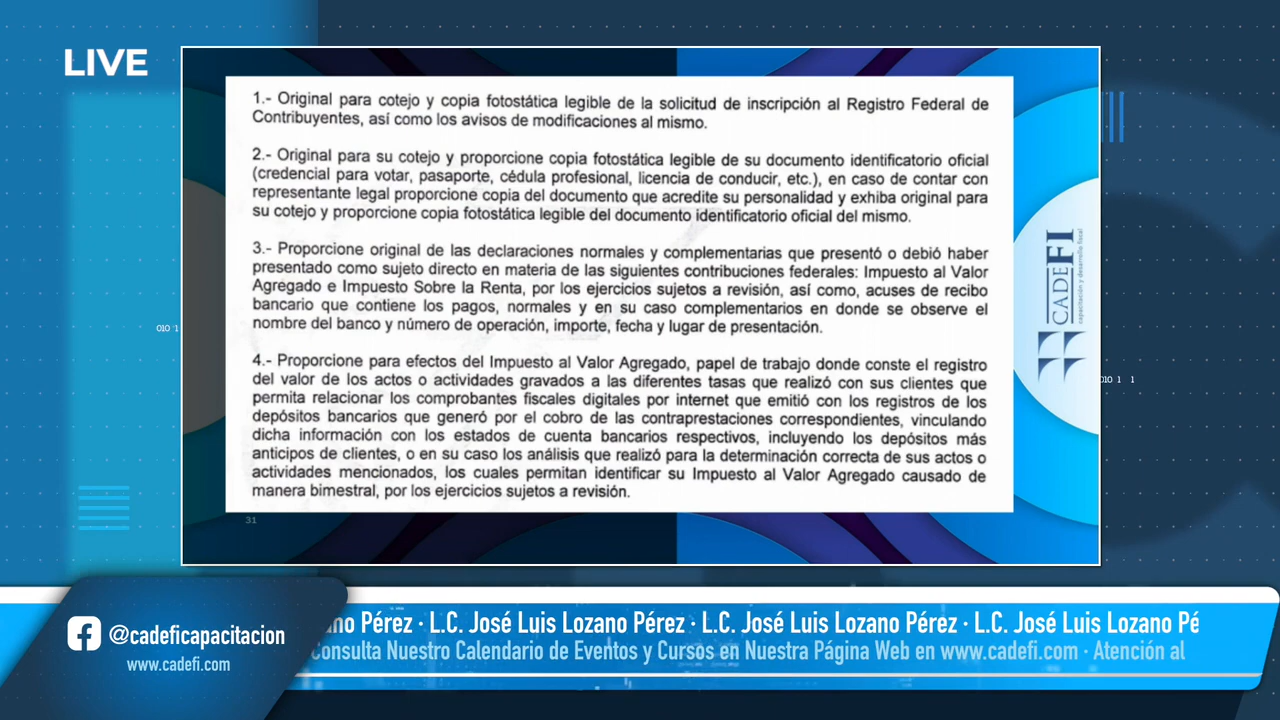 LIVE
1.- Original para cotejo y copia fotostática legible de la solicitud de inscripción al Registro Federal de
Contribuyentes, así como los avisos de modificaciones al mismo.
2.- Original para su cotejo y proporcione copia fotostática legible de su documento identificatorio oficial
(credencial para votar, pasaporte, cédula profesional, licencia de conducir, etc.), en caso de contar con
representante legal proporcione copia del documento que acredite su personalidad y exhiba original para
su cotejo y proporcione copia fotostática legible del documento identificatorio oficial del mismo.
3.- Proporcione original de las declaraciones normales y complementarias que presentó o debió haber
presentado como sujeto directo en materia de las siguientes contribuciones federales: Impuesto al Valor
Agregado e Impuesto Sobre la Renta, por los ejercicios sujetos a revisión, así como, acuses de recibo
bancario que contiene los pagos, normales y en su caso complementarios en donde se observe el
nombre del banco y número de operación, importe, fecha y lugar de presentación.
4.- Proporcione para efectos del Impuesto al Valor Agregado, papel de trabajo donde conste el registro
del valor de los actos o actividades gravados a las diferentes tasas que realizó con sus clientes que
permita relacionar los comprobantes fiscales digitales por internet que emitió con los registros de los
depósitos bancarios que generó por el cobro de las contraprestaciones correspondientes, vinculando
dicha información con los estados de cuenta bancarios respectivos, incluyendo los depósitos más
anticipos de clientes, o en su caso los análisis que realizó para la determinación correcta de sus actos o
actividades mencionados, los cuales permitan identificar su Impuesto al Valor Agregado causado de
manera bimestral, por los ejercicios sujetos a revisión.
CADEFI
capacitación y desarrollo fiscal
010 1
010 1 1
31
@cadeficapacitacion
www.cadefi.com
ano Pérez · L.C. José Luis Lozano Pérez · L.C. José Luis Lozano Pérez · L.C. José Luis Lozano Pé
Consulta Nuestro Calendario de Eventos y Cursos en Nuestra Página Web en www.cadefi.com · Atención al